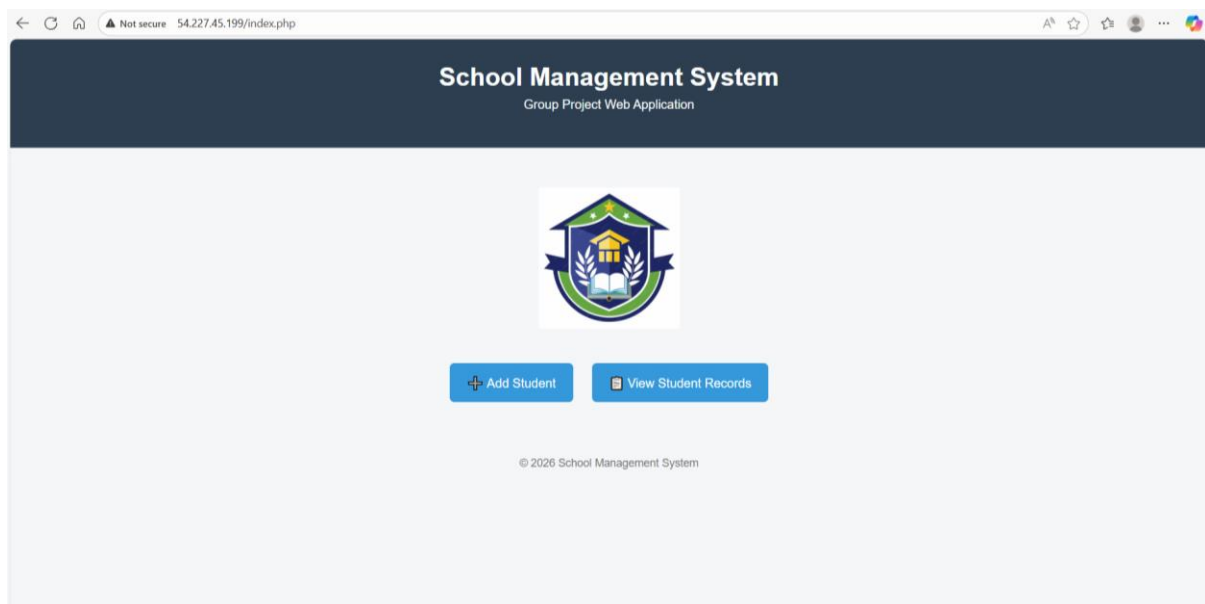 Not secure 54.227.45.199/index.php
School Management System
Group Project Web Application
Add Student
View Student Records
© 2026 School Management System